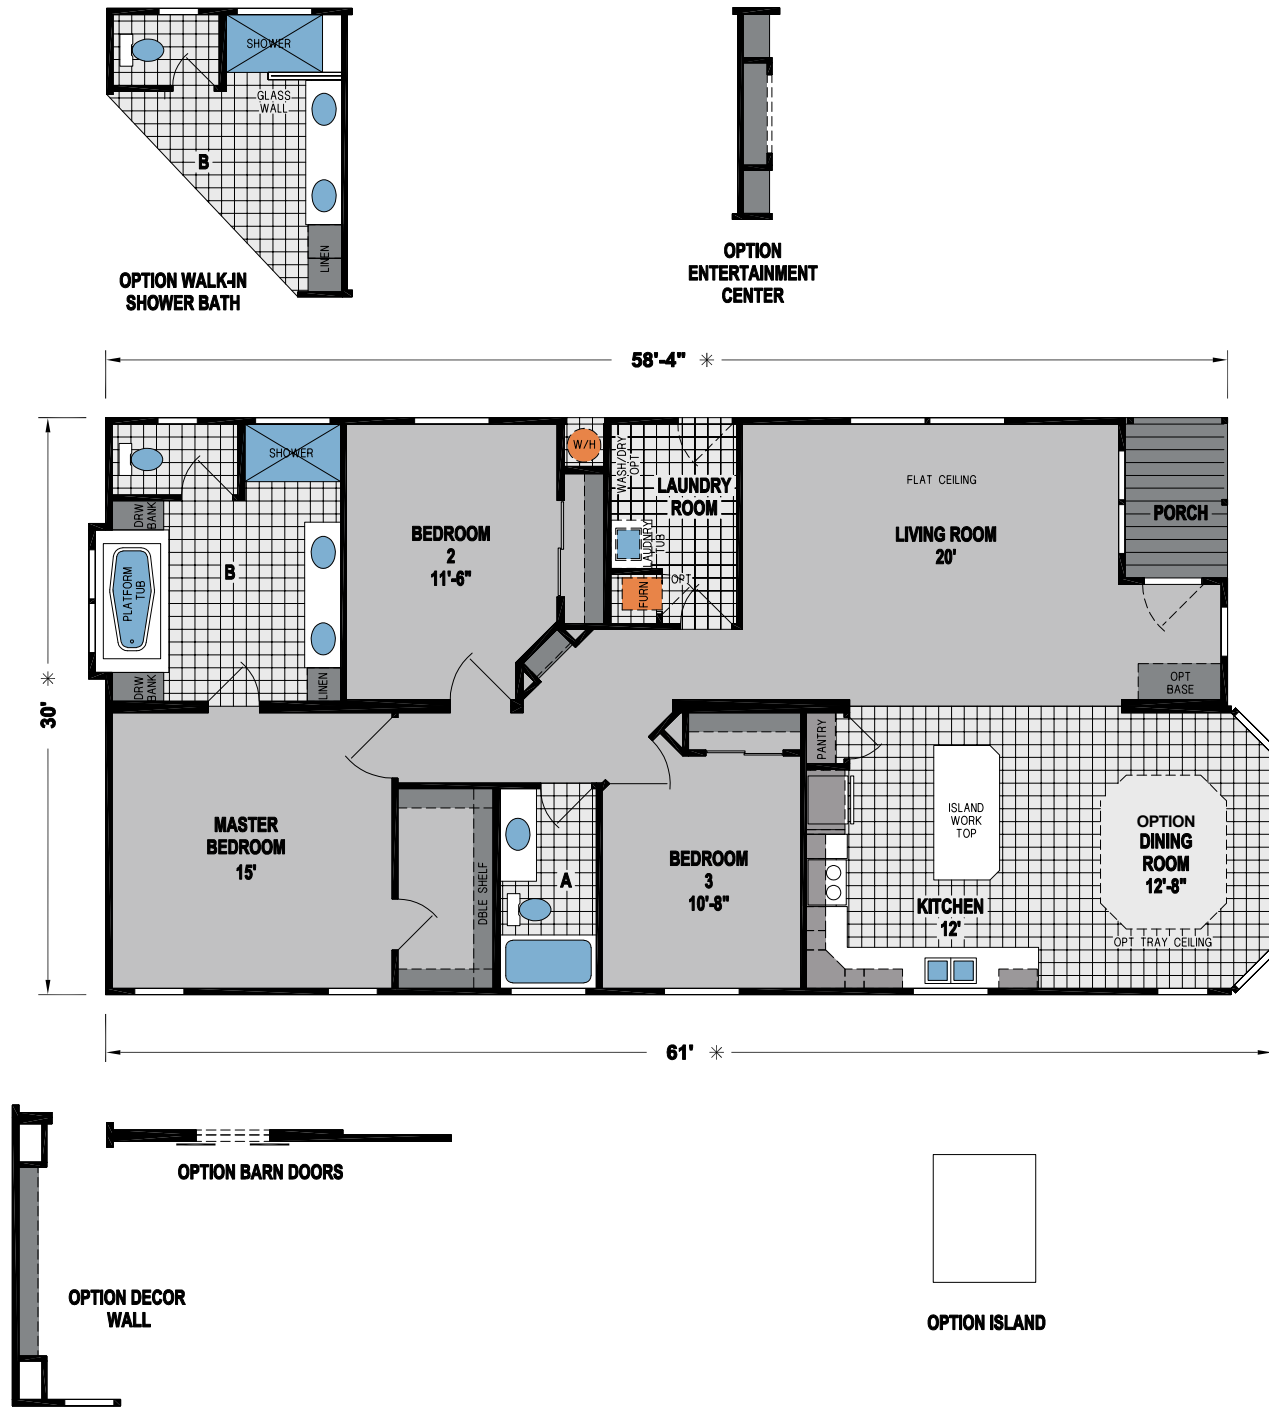 SHOWER
GLASS
WALL
B
LINEN
OPTION WALK-IN
SHOWER BATH
OPTION
ENTERTAINMENT
CENTER
58'-4" ✳
30' ✳
SHOWER
DRW
BANK
PLATFORM
TUB
B
DRW
BANK
LINEN
BEDROOM
2
11'-6"
W/H
WASH/DRY
OPT
LAUNDRY
ROOM
LAUDNRY
TUB
OPT
FURN
FLAT CEILING
LIVING ROOM
20'
PORCH
OPT
BASE
MASTER
BEDROOM
15'
DBLE SHELF
A
BEDROOM
3
10'-8"
PANTRY
ISLAND
WORK
TOP
KITCHEN
12'
OPTION
DINING
ROOM
12'-8"
OPT TRAY CEILING
61' ✳
OPTION BARN DOORS
OPTION DECOR
WALL
OPTION ISLAND